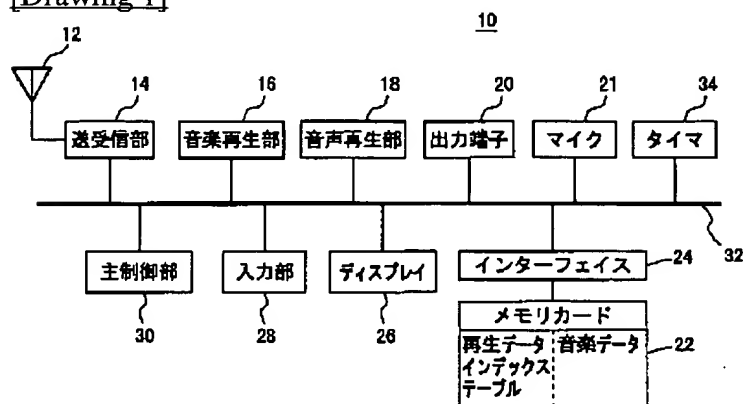 [Drawing 1]
10
12
14 16 18 20 21 34
送受信部 音楽再生部 音声再生部 出力端子 マイク タイマ
32
主制御部 入力部 ディスプレイ インターフェイス 24
30 28 26
メモリカード
再生データ 音楽データ 22
インデックス
テーブル